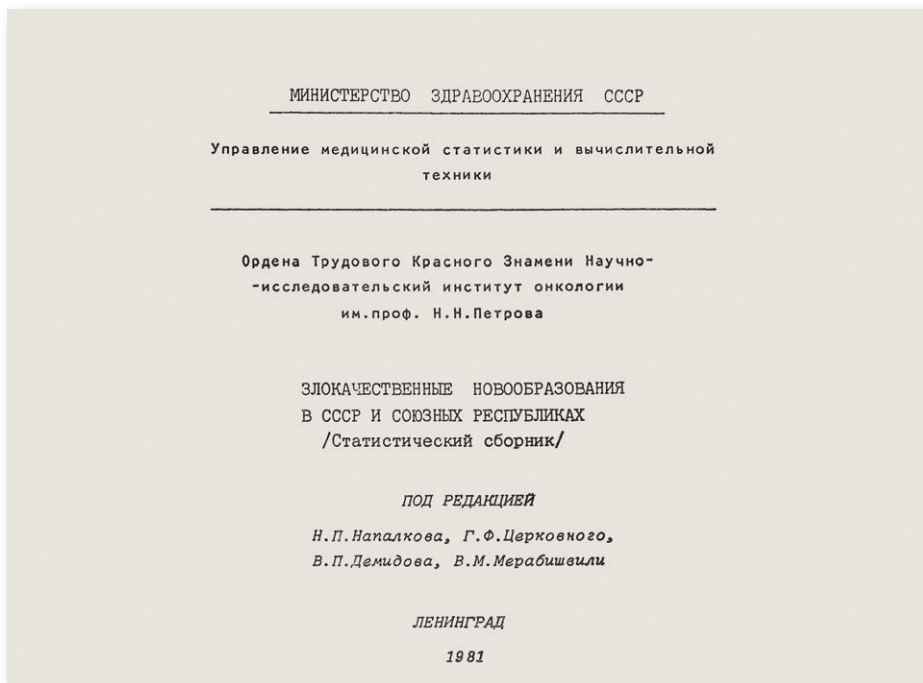 МИНИСТЕРСТВО ЗДРАВООХРАНЕНИЯ СССР
Управление медицинской статистики и вычислительной
техники
Ордена Трудового Красного Знамени Научно-
-исследовательский институт онкологии
им.проф. Н.Н.Петрова
ЗЛОКАЧЕСТВЕННЫЕ НОВООБРАЗОВАНИЯ
В СССР И СОЮЗНЫХ РЕСПУБЛИКАХ
/Статистический сборник/
ПОД РЕДАКЦИЕЙ
Н.П.Напалкова, Г.Ф.Церковного,
В.П.Демидова, В.М.Мерабишвили
ЛЕНИНГРАД
1981